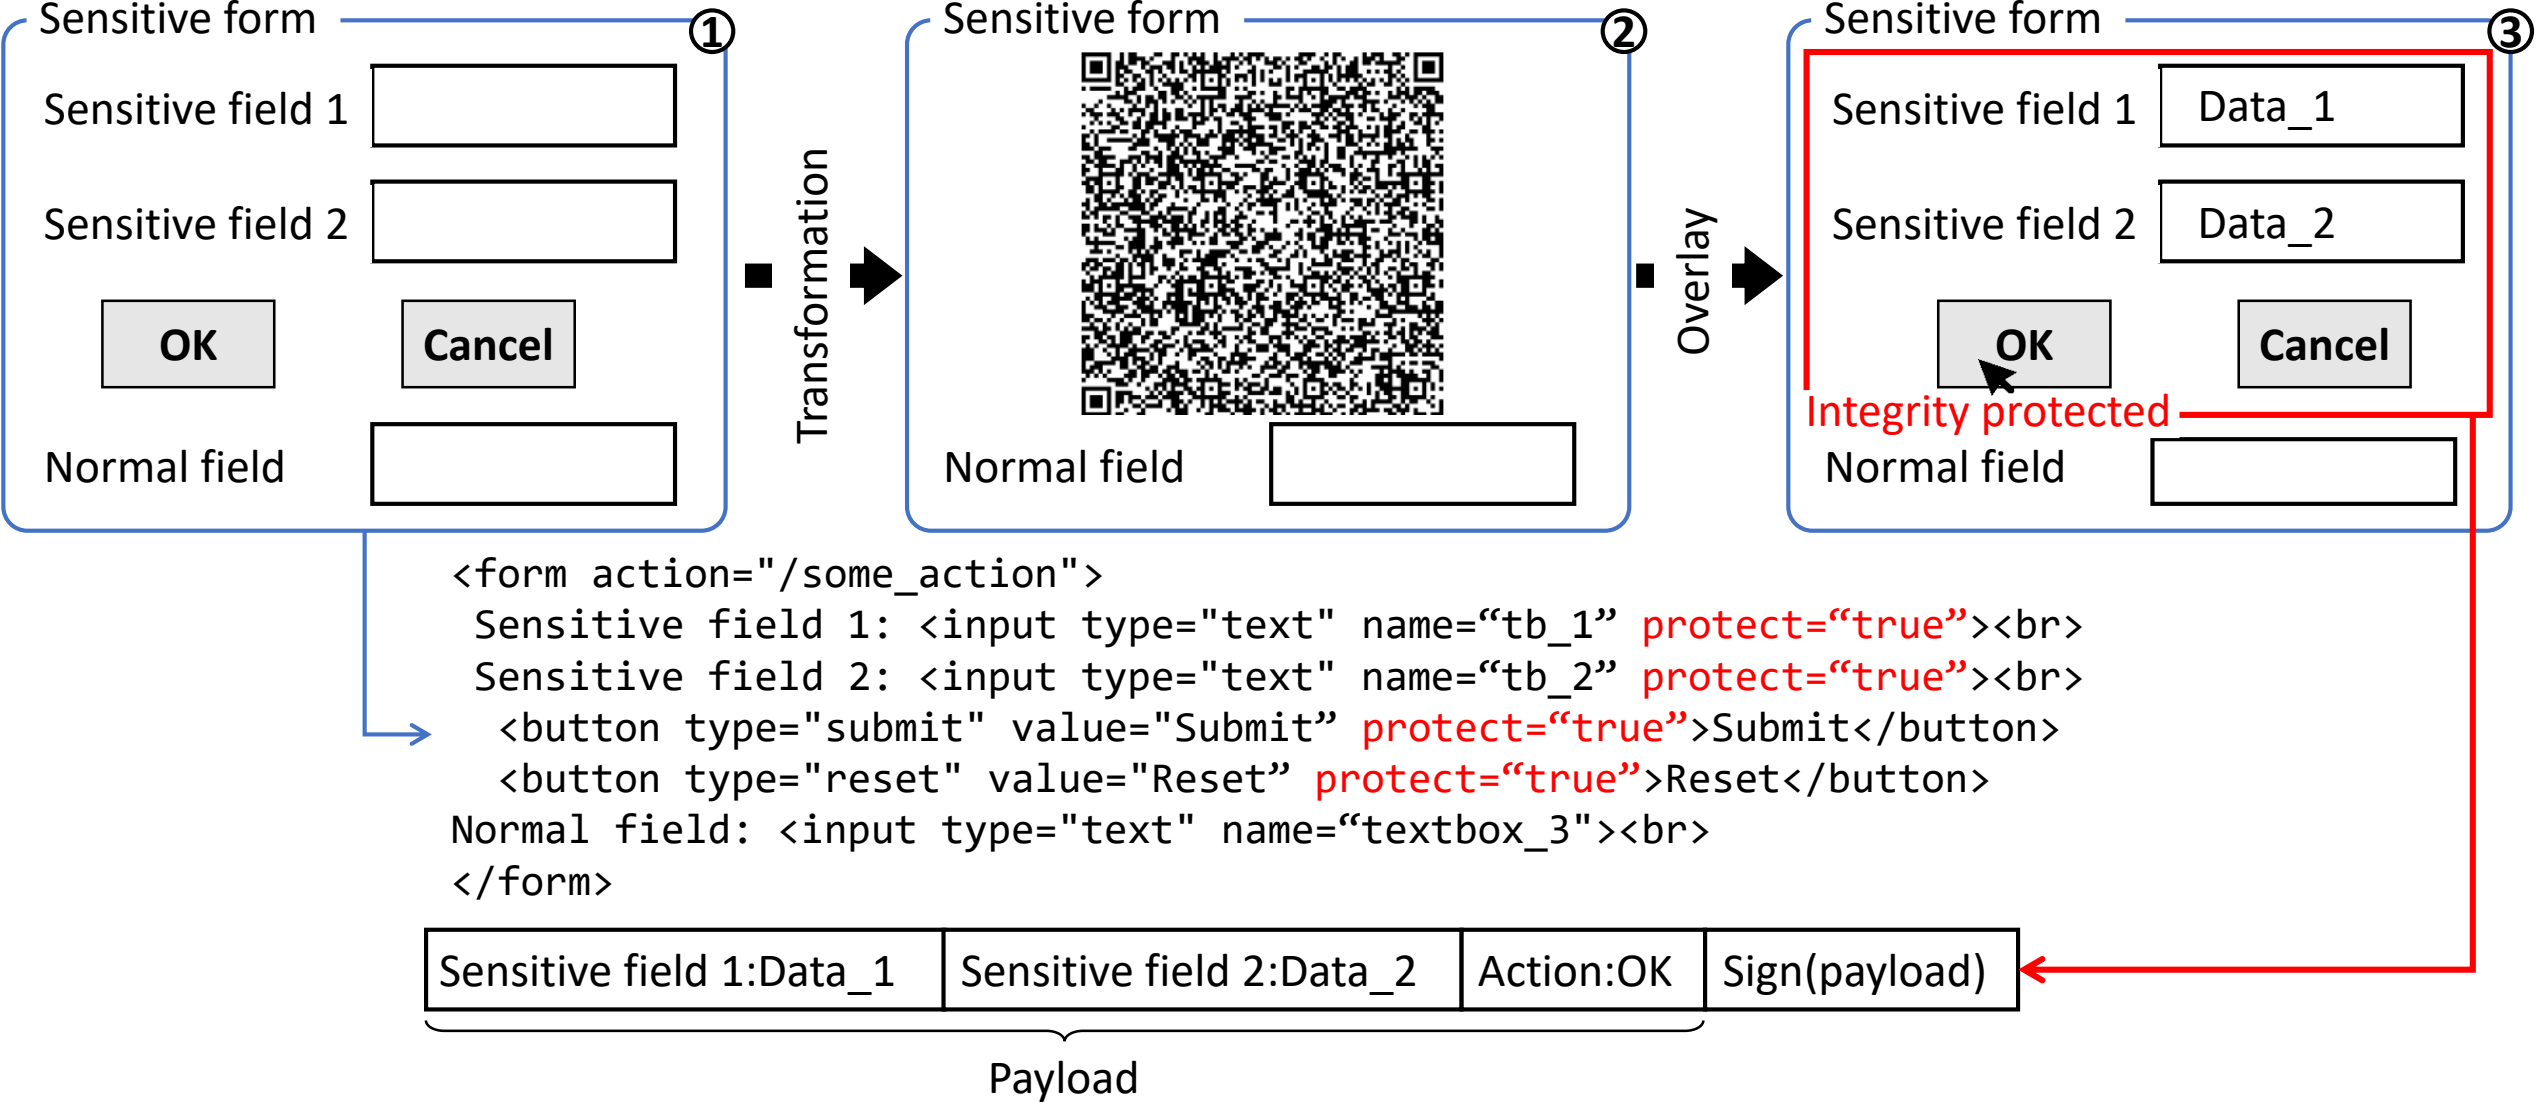 Sensitive form
1
Sensitive field 1
Sensitive field 2
OK
Cancel
Normal field
Transformation
Sensitive form
2
Normal field
Overlay
Sensitive form
3
Sensitive field 1
Data_1
Sensitive field 2
Data_2
OK
Cancel
Integrity protected
Normal field
<form action="/some_action">
Sensitive field 1: <input type="text" name=“tb_1” protect=“true”><br>
Sensitive field 2: <input type="text" name=“tb_2” protect=“true”><br>
<button type="submit" value="Submit” protect=“true”>Submit</button>
<button type="reset" value="Reset” protect=“true”>Reset</button>
Normal field: <input type="text" name=“textbox_3"><br>
</form>
Sensitive field 1:Data_1
Sensitive field 2:Data_2
Action:OK
Sign(payload)
Payload